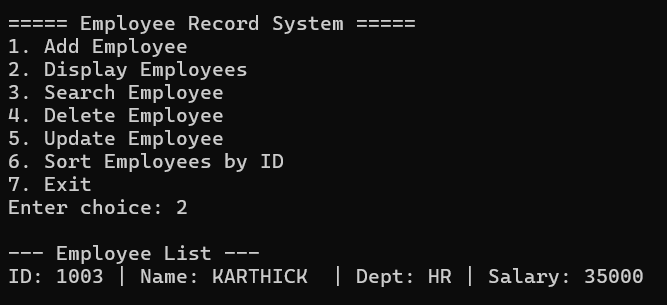 ===== Employee Record System =====
1. Add Employee
2. Display Employees
3. Search Employee
4. Delete Employee
5. Update Employee
6. Sort Employees by ID
7. Exit
Enter choice: 2

--- Employee List ---
ID: 1003 | Name: KARTHICK  | Dept: HR | Salary: 35000